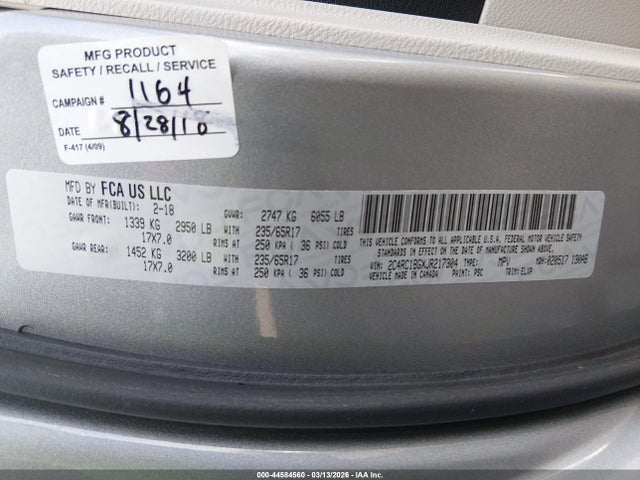 MFG PRODUCT
SAFETY / RECALL / SERVICE
CAMPAIGN # 1164
DATE 8/28/10
F-417 (4/09)
MFD BY FCA US LLC
DATE OF MFR(BUILT): 2-18 GVWR: 2747 KG 6055 LB
GAWR FRONT: 1339 KG 2950 LB WITH 235/65R17 TIRES
17X7.0 RIMS AT 250 KPA ( 36 PSI) COLD
GAWR REAR: 1452 KG 3200 LB WITH 235/65R17 TIRES
17X7.0 RIMS AT 250 KPA ( 36 PSI) COLD
THIS VEHICLE CONFORMS TO ALL APPLICABLE U.S.A. FEDERAL MOTOR VEHICLE SAFETY
STANDARDS IN EFFECT ON THE DATE OF MANUFACTURE SHOWN ABOVE.
VIN: 2C4RC1BGXJR217304 TYPE: MPV MDH: 020517 130AB
VEHICLE MADE IN CANADA PAINT: PSC TRIM: ELXP
000-44584560 | 03/13/2026 | IAA Inc.